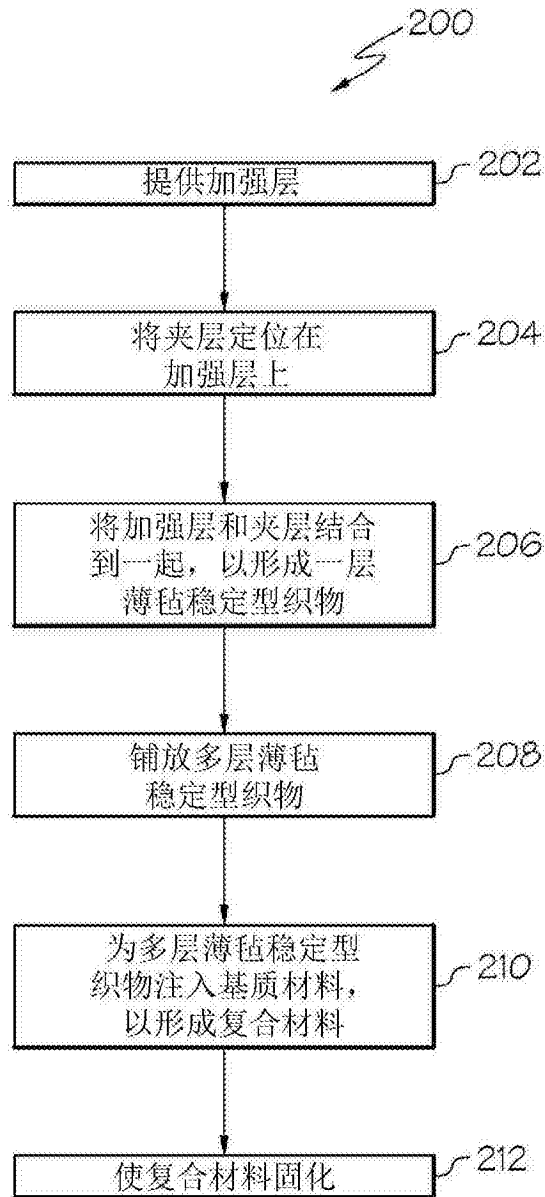 200
提供加强层
202
将夹层定位在
加强层上
204
将加强层和夹层结合
到一起，以形成一层
薄毡稳定型织物
206
铺放多层薄毡
稳定型织物
208
为多层薄毡稳定型
织物注入基质材料，
以形成复合材料
210
使复合材料固化
212